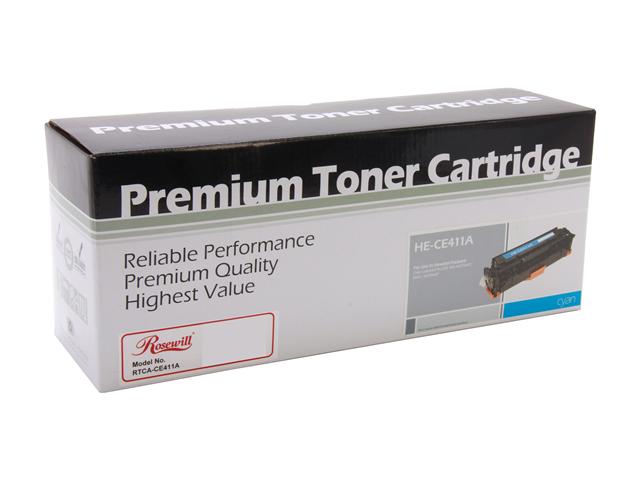 Premium Toner Cartridge
Premium Toner Cartridge
Reliable Performance
Premium Quality
Highest Value
HE-CE411A
cyan
Rosewill
Model No.
RTCA-CE411A